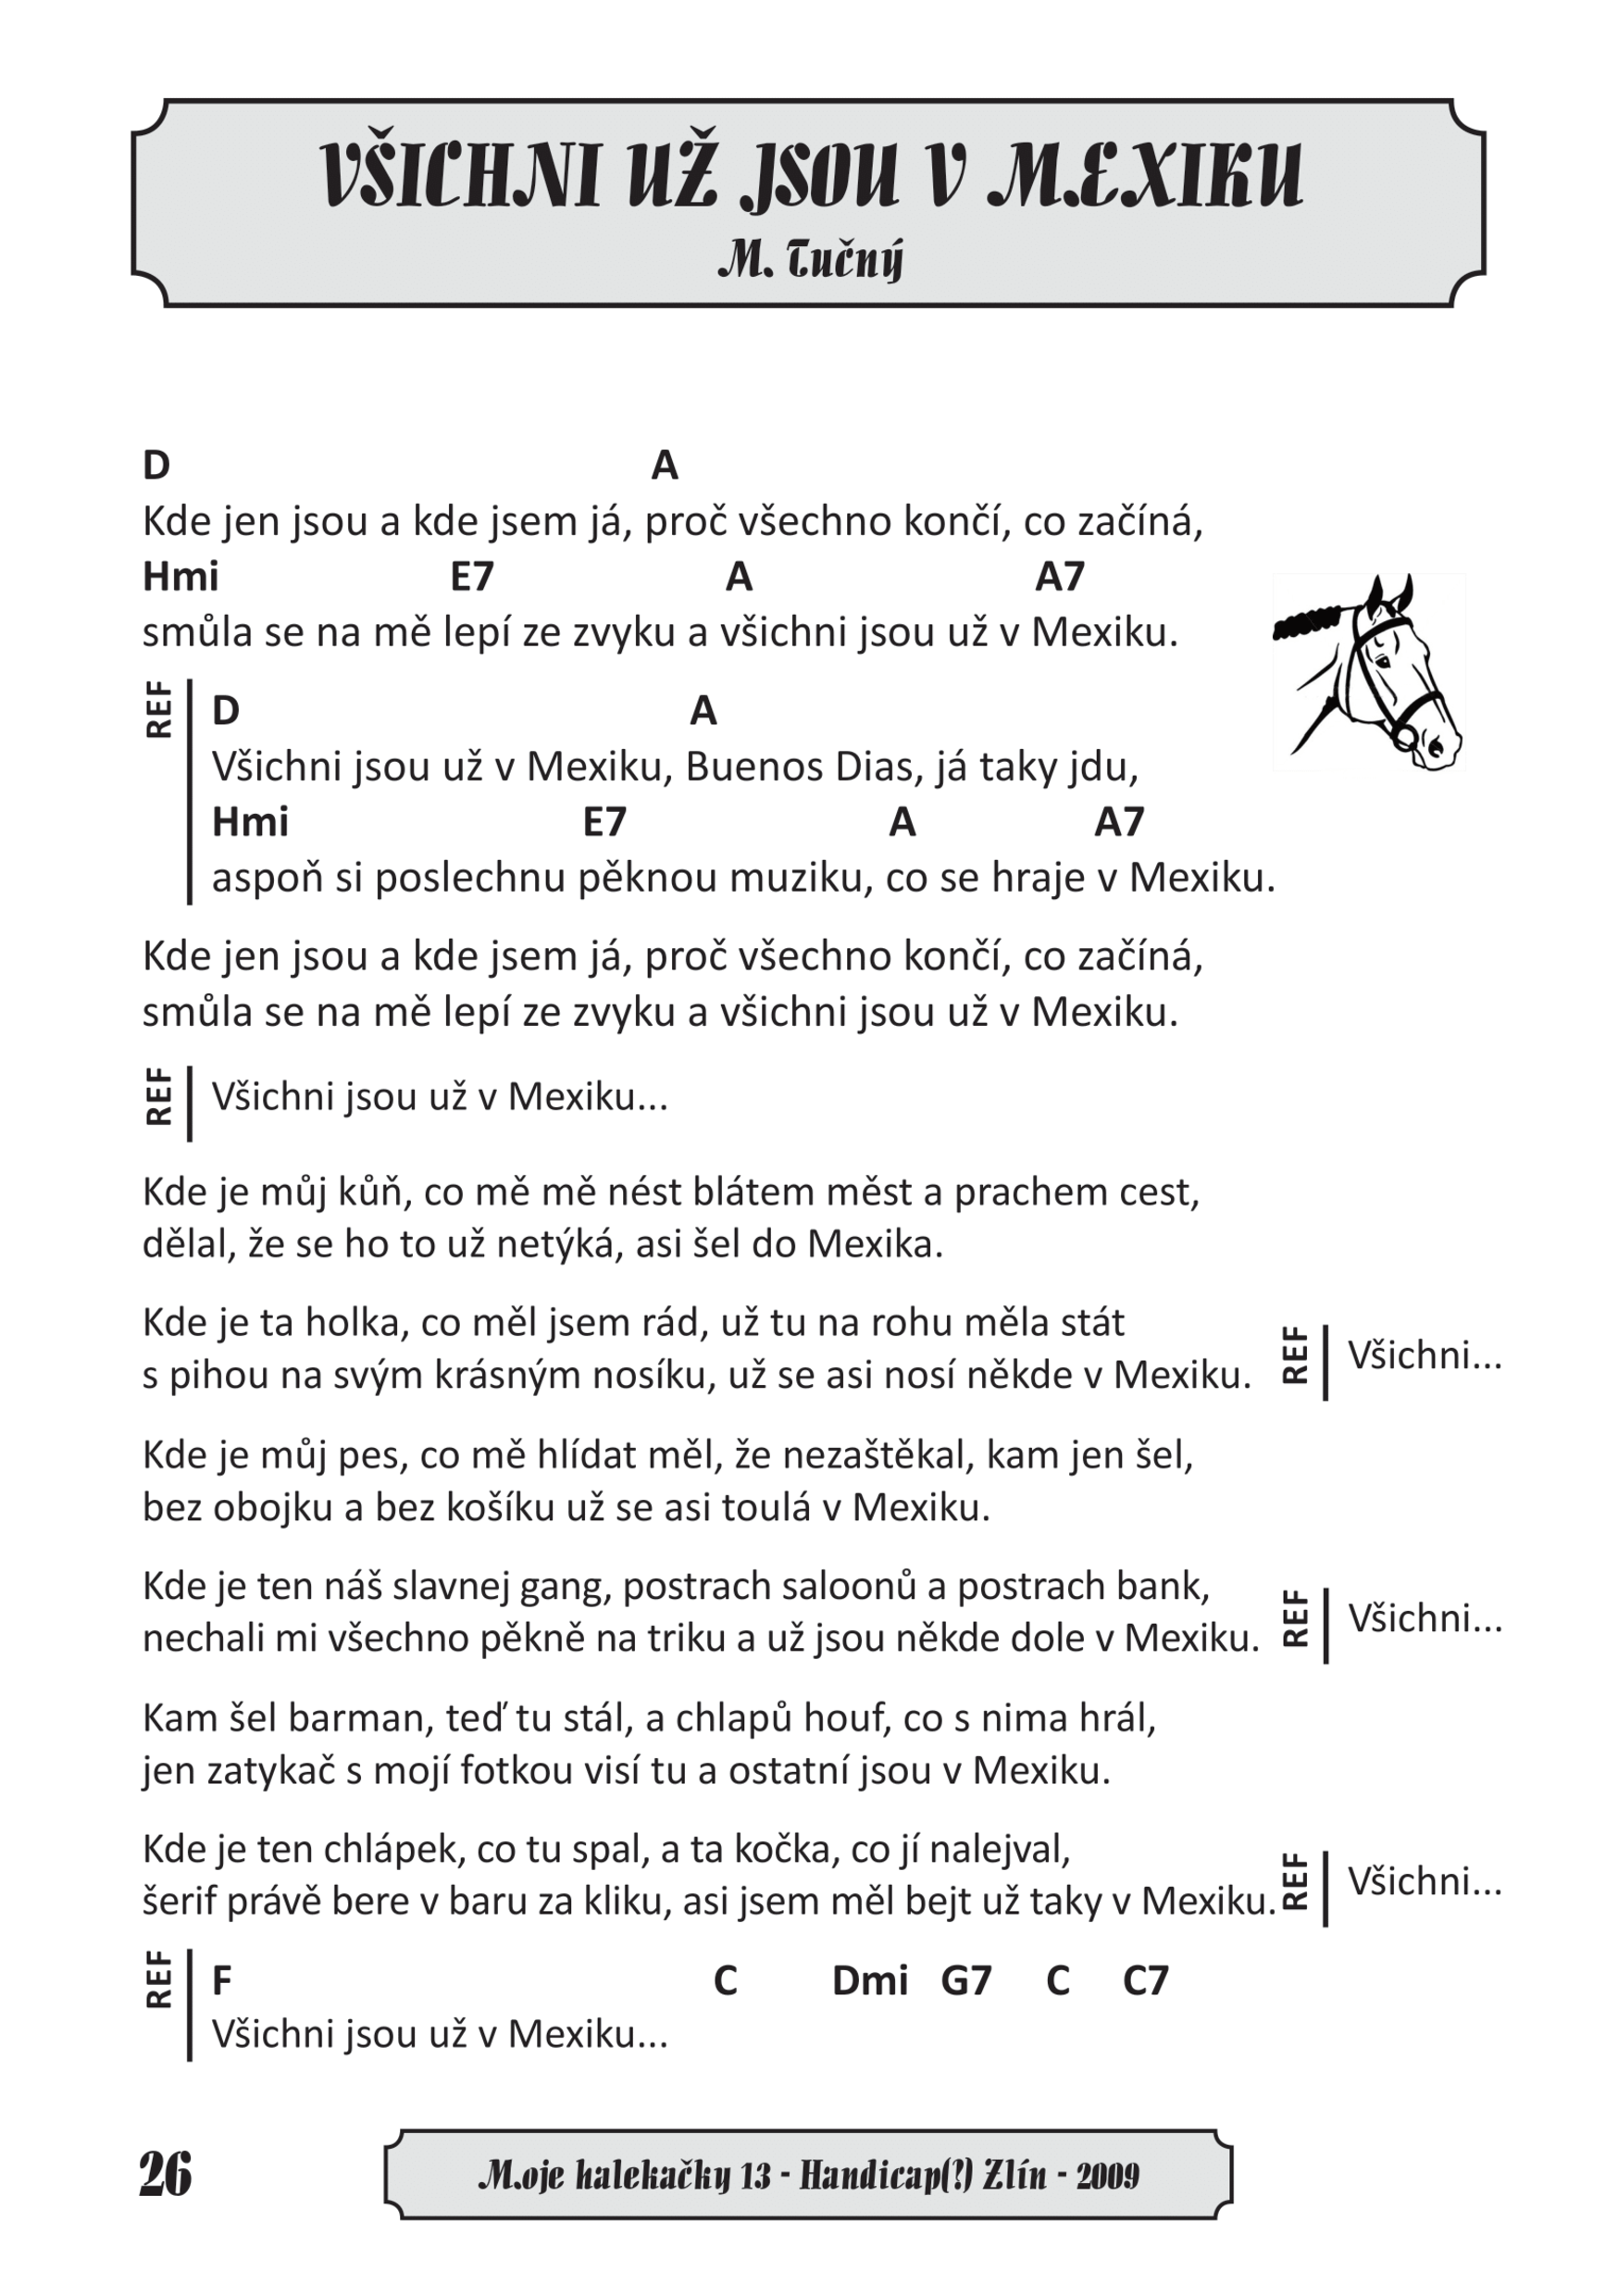 VŠICHNI UŽ JSOU V MEXIKU
M. Tučný
D A
Kde jen jsou a kde jsem já, proč všechno končí, co začíná,
Hmi E7 A A7
smůla se na mě lepí ze zvyku a všichni jsou už v Mexiku.
REF
D A
Všichni jsou už v Mexiku, Buenos Dias, já taky jdu,
Hmi E7 A A7
aspoň si poslechnu pěknou muziku, co se hraje v Mexiku.
Kde jen jsou a kde jsem já, proč všechno končí, co začíná,
smůla se na mě lepí ze zvyku a všichni jsou už v Mexiku.
REF Všichni jsou už v Mexiku...
Kde je můj kůň, co mě mě nést blátem měst a prachem cest,
dělal, že se ho to už netýká, asi šel do Mexika.
Kde je ta holka, co měl jsem rád, už tu na rohu měla stát
s pihou na svým krásným nosíku, už se asi nosí někde v Mexiku.
REF Všichni...
Kde je můj pes, co mě hlídat měl, že nezaštěkal, kam jen šel,
bez obojku a bez košíku už se asi toulá v Mexiku.
Kde je ten náš slavnej gang, postrach saloonů a postrach bank,
nechali mi všechno pěkně na triku a už jsou někde dole v Mexiku.
REF Všichni...
Kam šel barman, teď tu stál, a chlapů houf, co s nima hrál,
jen zatykač s mojí fotkou visí tu a ostatní jsou v Mexiku.
Kde je ten chlápek, co tu spal, a ta kočka, co jí nalejval,
šerif právě bere v baru za kliku, asi jsem měl bejt už taky v Mexiku.
REF Všichni...
REF
F C Dmi G7 C C7
Všichni jsou už v Mexiku...
26
Moje halekačky 13 - Handicap(?) Zlín - 2009